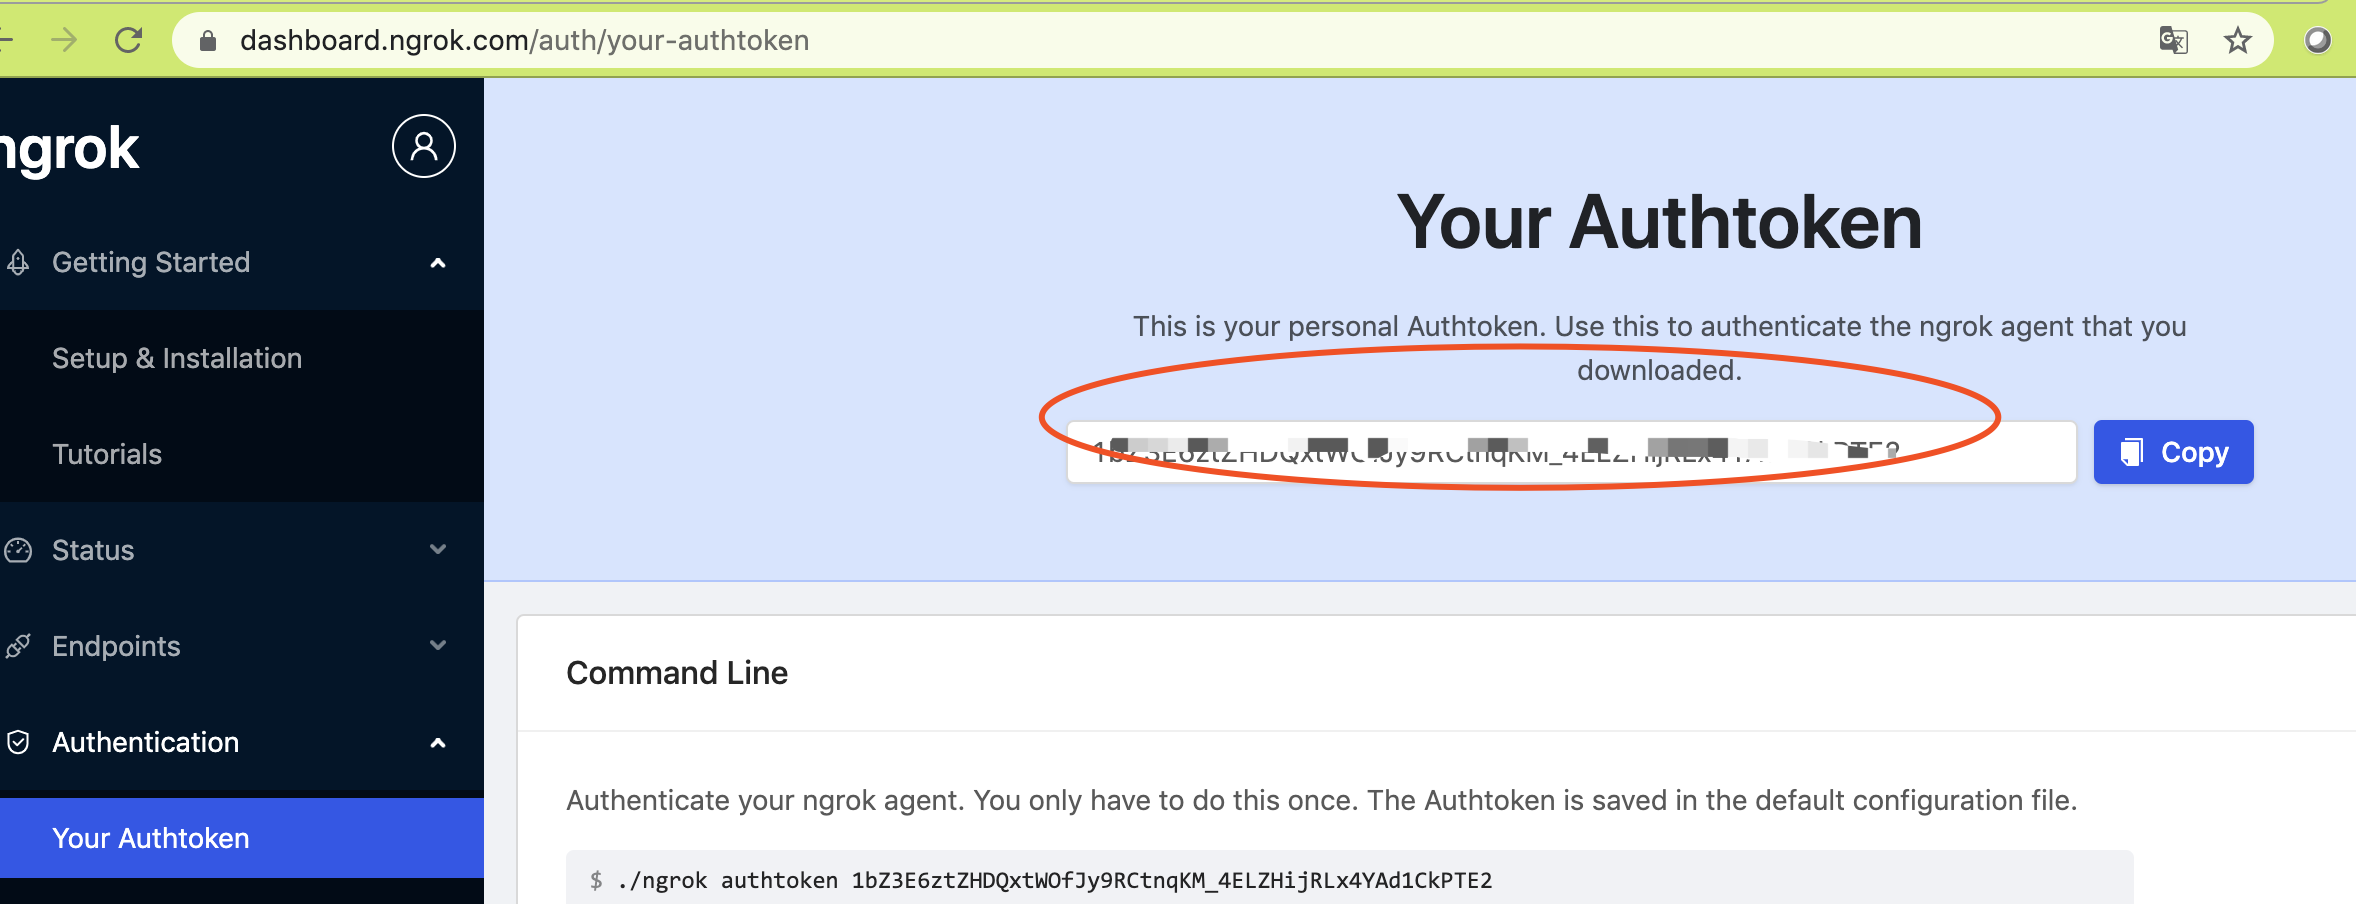 dashboard.ngrok.com/auth/your-authtoken
ngrok
Getting Started
Setup & Installation
Tutorials
Status
Endpoints
Authentication
Your Authtoken
Your Authtoken
This is your personal Authtoken. Use this to authenticate the ngrok agent that you
downloaded.
Copy
Command Line
Authenticate your ngrok agent. You only have to do this once. The Authtoken is saved in the default configuration file.
$ ./ngrok authtoken 1bZ3E6ztZHDQxtWOfJy9RCtnqKM_4ELZHijRLx4YAd1CkPTE2